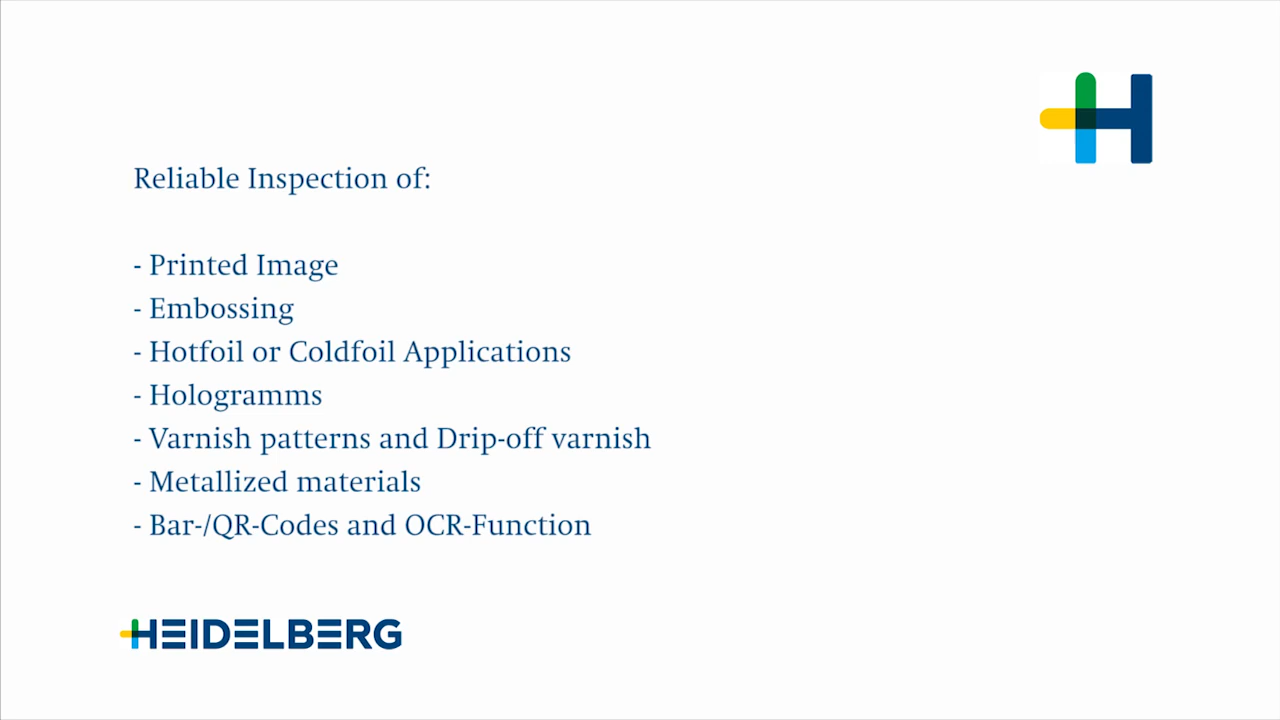 Reliable Inspection of:
- Printed Image
- Embossing
- Hotfoil or Coldfoil Applications
- Hologramms
- Varnish patterns and Drip-off varnish
- Metallized materials
- Bar-/QR-Codes and OCR-Function
HEIDELBERG
H